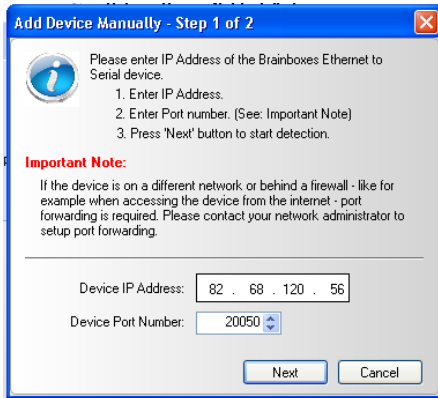 Add Device Manually - Step 1 of 2
Please enter IP Address of the Brainboxes Ethernet to
Serial device.
1. Enter IP Address.
2. Enter Port number. (See: Important Note)
3. Press 'Next' button to start detection.
Important Note:
If the device is on a different network or behind a firewall - like for
example when accessing the device from the internet - port
forwarding is required. Please contact your network administrator to
setup port forwarding.
Device IP Address: 82 . 68 . 120 . 56
Device Port Number: 20050
Next Cancel